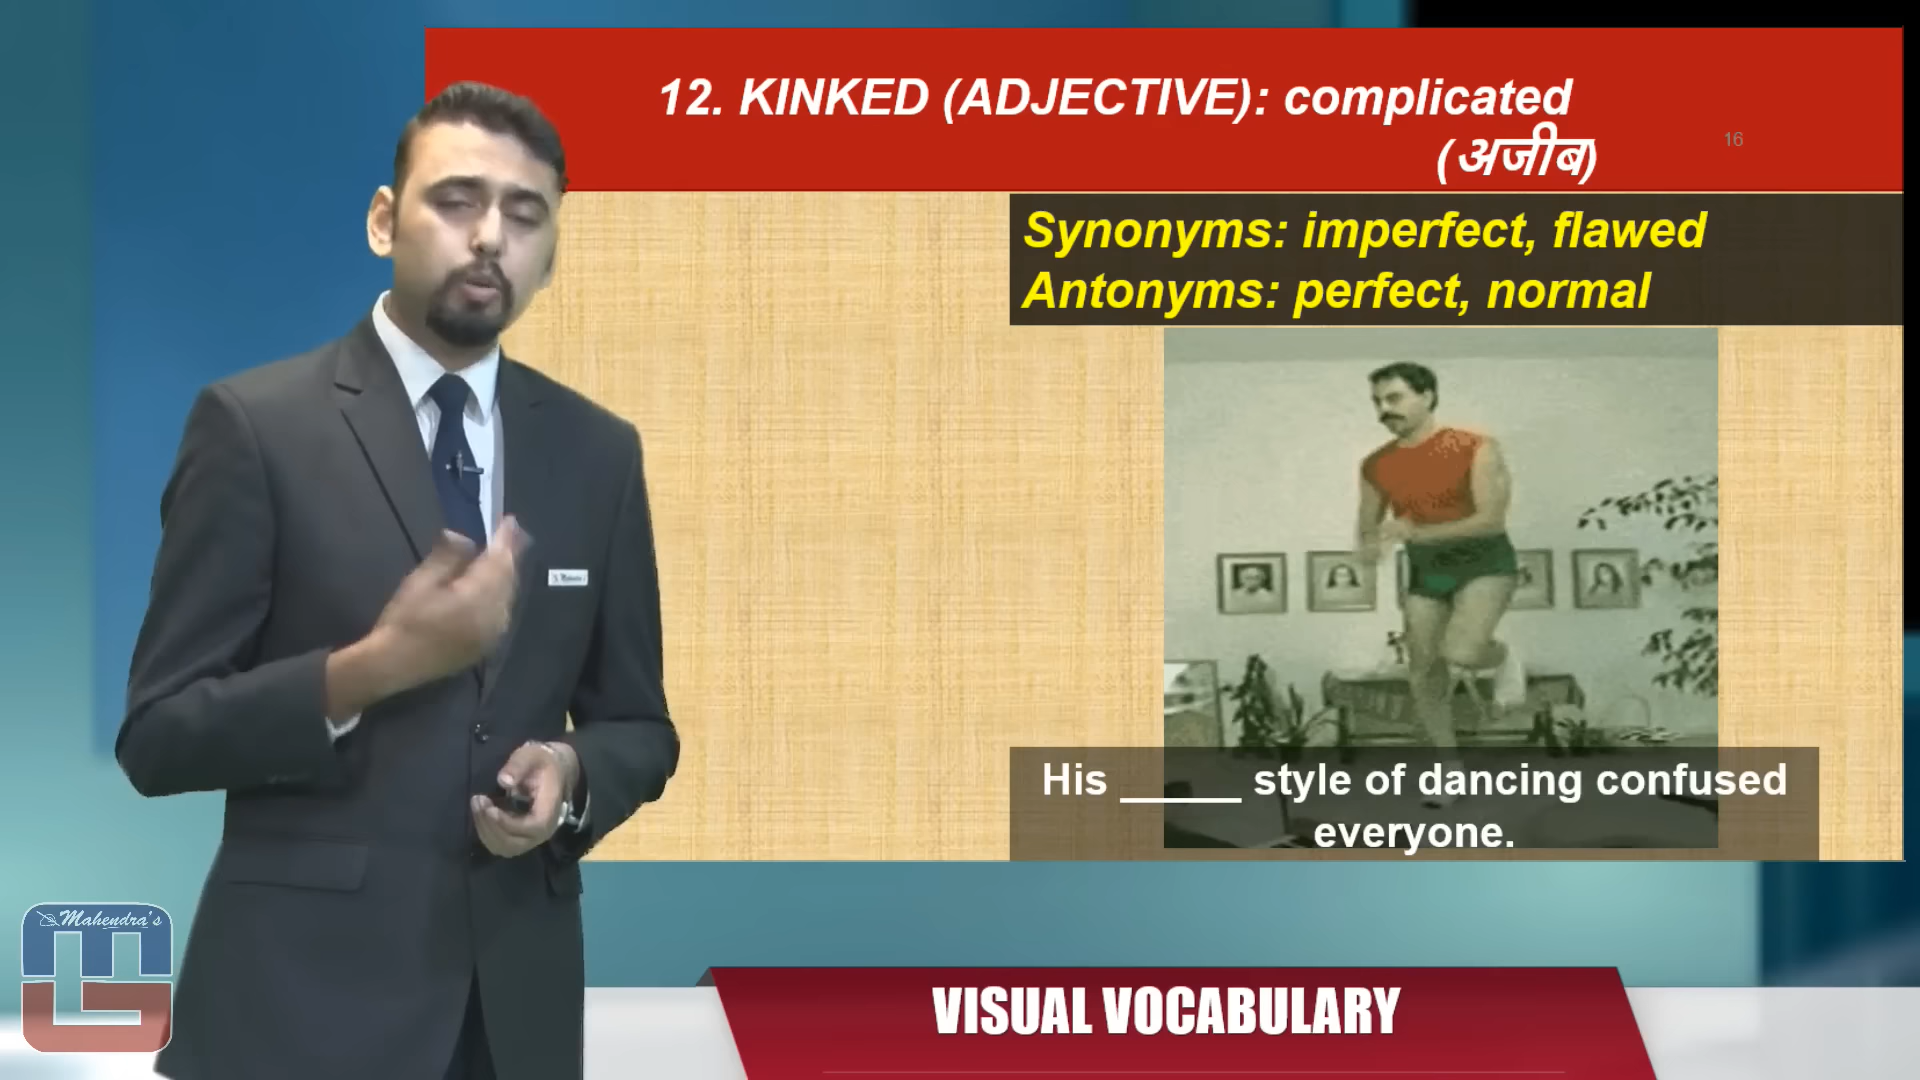 12. KINKED (ADJECTIVE): complicated
(अजीब)
16
Synonyms: imperfect, flawed
Antonyms: perfect, normal
His _____ style of dancing confused
everyone.
Mahendra's
VISUAL VOCABULARY